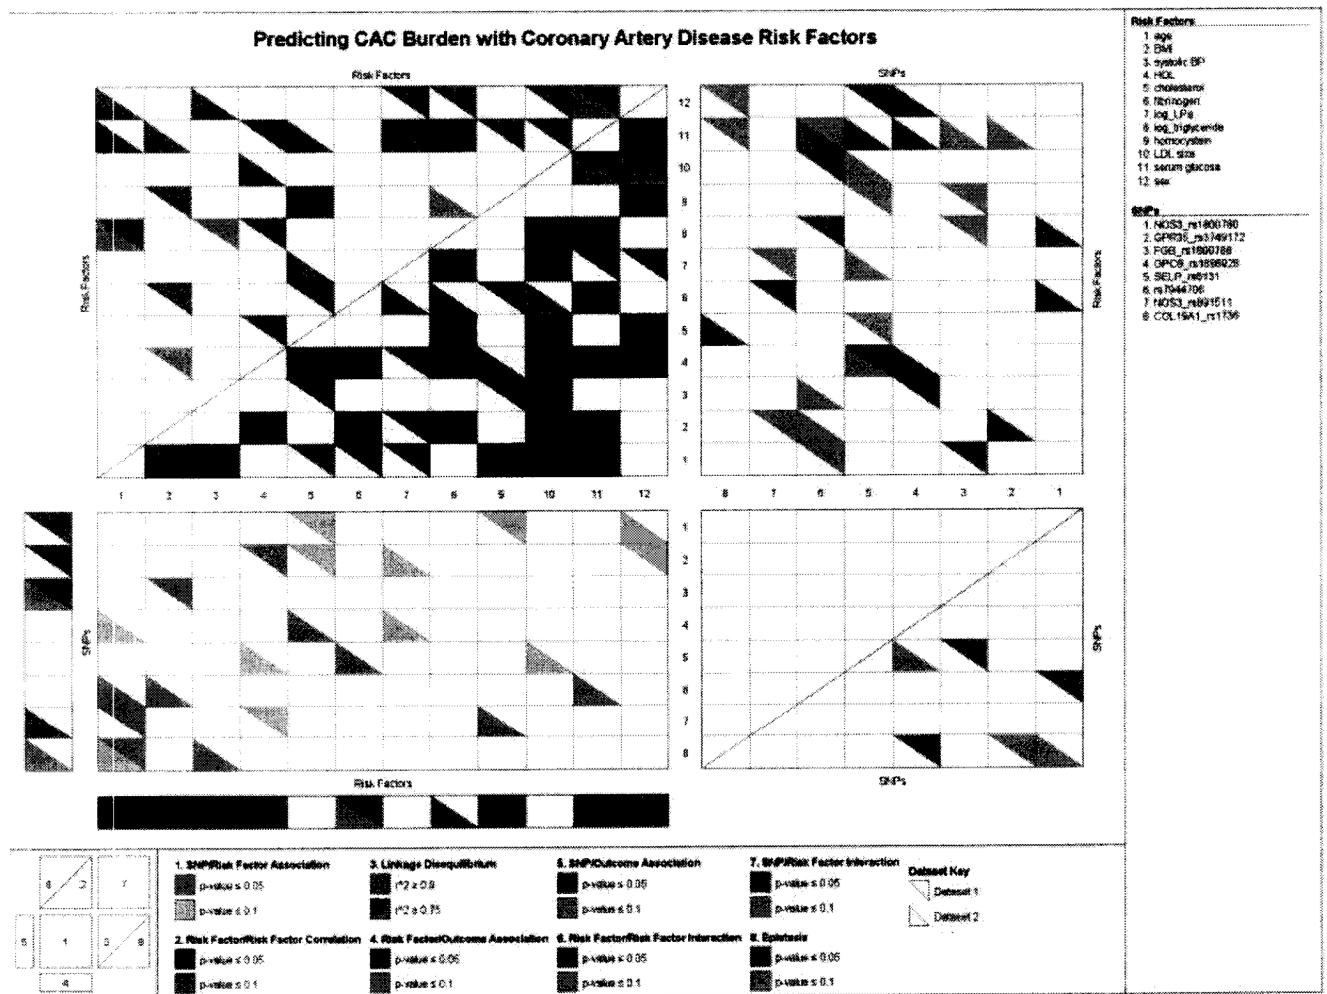 Predicting CAC Burden with Coronary Artery Disease Risk Factors
Risk Factors
SNPs
Risk Factors
1 age
2 BMI
3 systolic BP
4 HDL
5 cholesterol
6 fibrinogen
7 log_LPa
8 log_triglyceride
9 homocystein
10 LDL size
11 serum glucose
12 sex
SNPs
1. NOS3_rs1800780
2. GPR35_rs3749172
3. FGB_rs1800788
4.
5. SELP_rs6131
6. rs7944706
7. NOS3_rs891511
8. COL19A1_rs1736
Risk Factors
12
11
10
9
8
7
6
5
4
3
2
1
Risk Factors
1 2 3 4 5 6 7 8 9 10 11 12
8 7 6 5 4 3 2 1
SNPs
1
2
3
4
5
6
7
8
SNPs
Risk Factors
SNPs
1. SNP/Risk Factor Association
p-value ≤ 0.05
p-value ≤ 0.1
2. Risk Factor/Risk Factor Correlation
p-value ≤ 0.05
p-value ≤ 0.1
3. Linkage Disequilibrium
r^2 ≥ 0.9
r^2 ≥ 0.75
4. Risk Factor/Outcome Association
p-value ≤ 0.05
p-value ≤ 0.1
5. SNP/Outcome Association
p-value ≤ 0.05
p-value ≤ 0.1
6. Risk Factor/Risk Factor Interaction
p-value ≤ 0.05
p-value ≤ 0.1
7. SNP/Risk Factor Interaction
p-value ≤ 0.05
p-value ≤ 0.1
8. Epistasis
p-value ≤ 0.05
p-value ≤ 0.1
Dataset Key
Dataset 1
Dataset 2
6 2 7
5 1 3 8
4